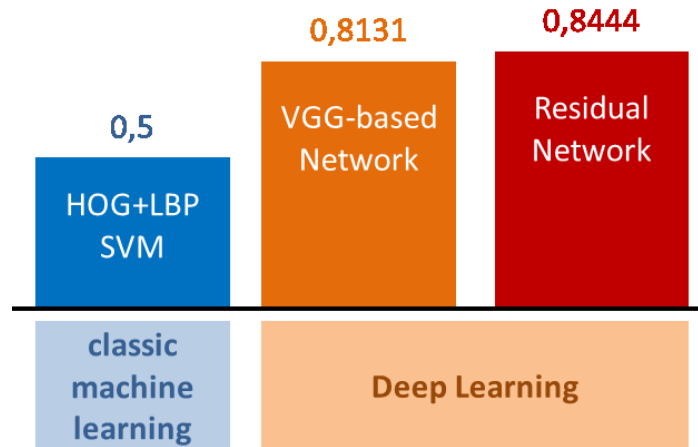 0,5
HOG+LBP
SVM
0,8131
VGG-based
Network
0,8444
Residual
Network
classic
machine
learning
Deep Learning